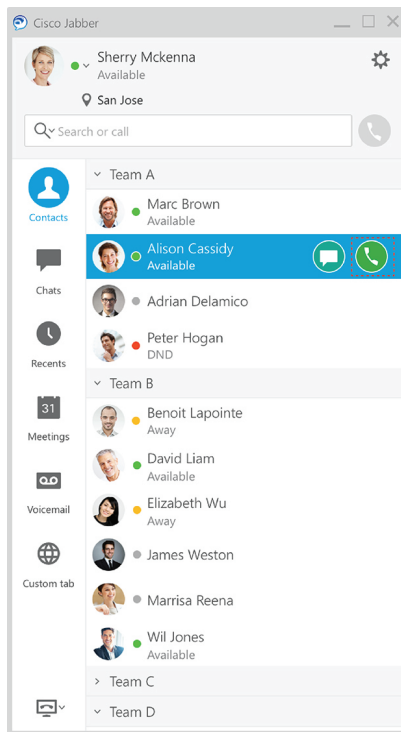 Cisco Jabber
Sherry Mckenna
Available
San Jose
Search or call
Team A
Contacts
Marc Brown
Available
Alison Cassidy
Available
Chats
Adrian Delamico
Recents
Peter Hogan
DND
Team B
31
Meetings
Benoit Lapointe
Away
David Liam
Available
Voicemail
Elizabeth Wu
Away
Custom tab
James Weston
Marrisa Reena
Wil Jones
Available
Team C
Team D